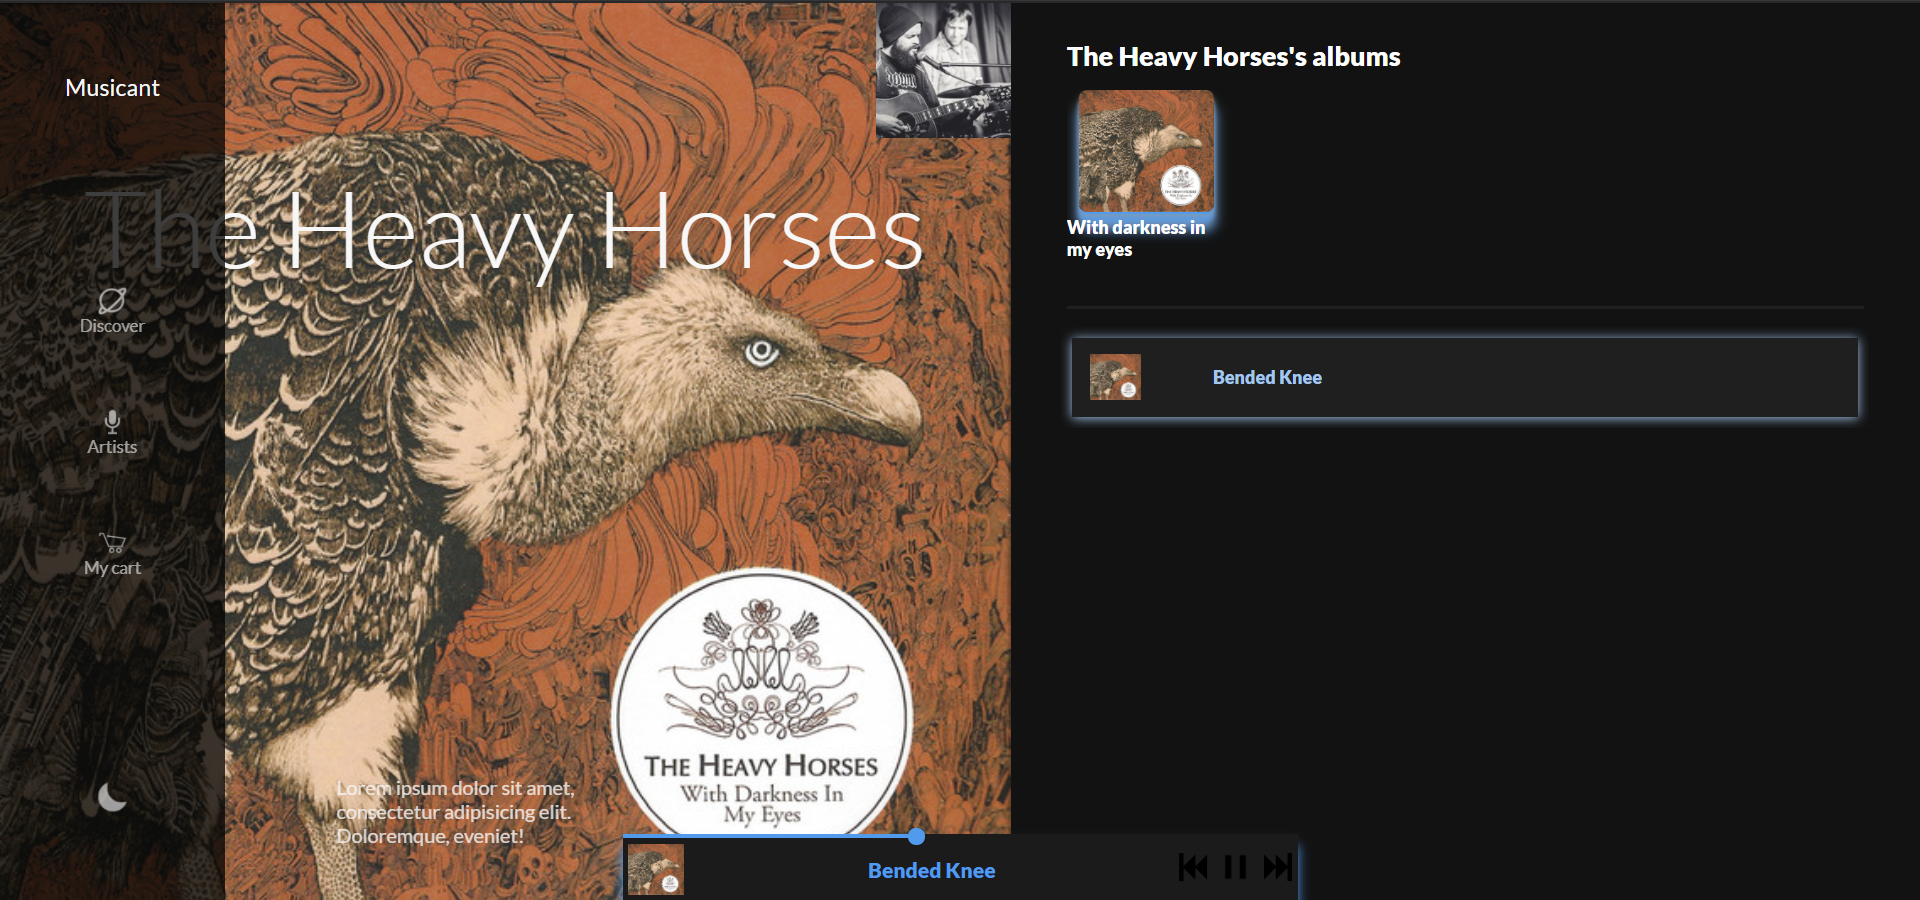 Musicant
The Heavy Horses
Discover
Artists
My cart
Lorem ipsum dolor sit amet,
consectetur adipisicing elit.
Doloremque, eveniet!
THE HEAVY HORSES
With Darkness In
My Eyes
The Heavy Horses's albums
With darkness in
my eyes
Bended Knee
Bended Knee